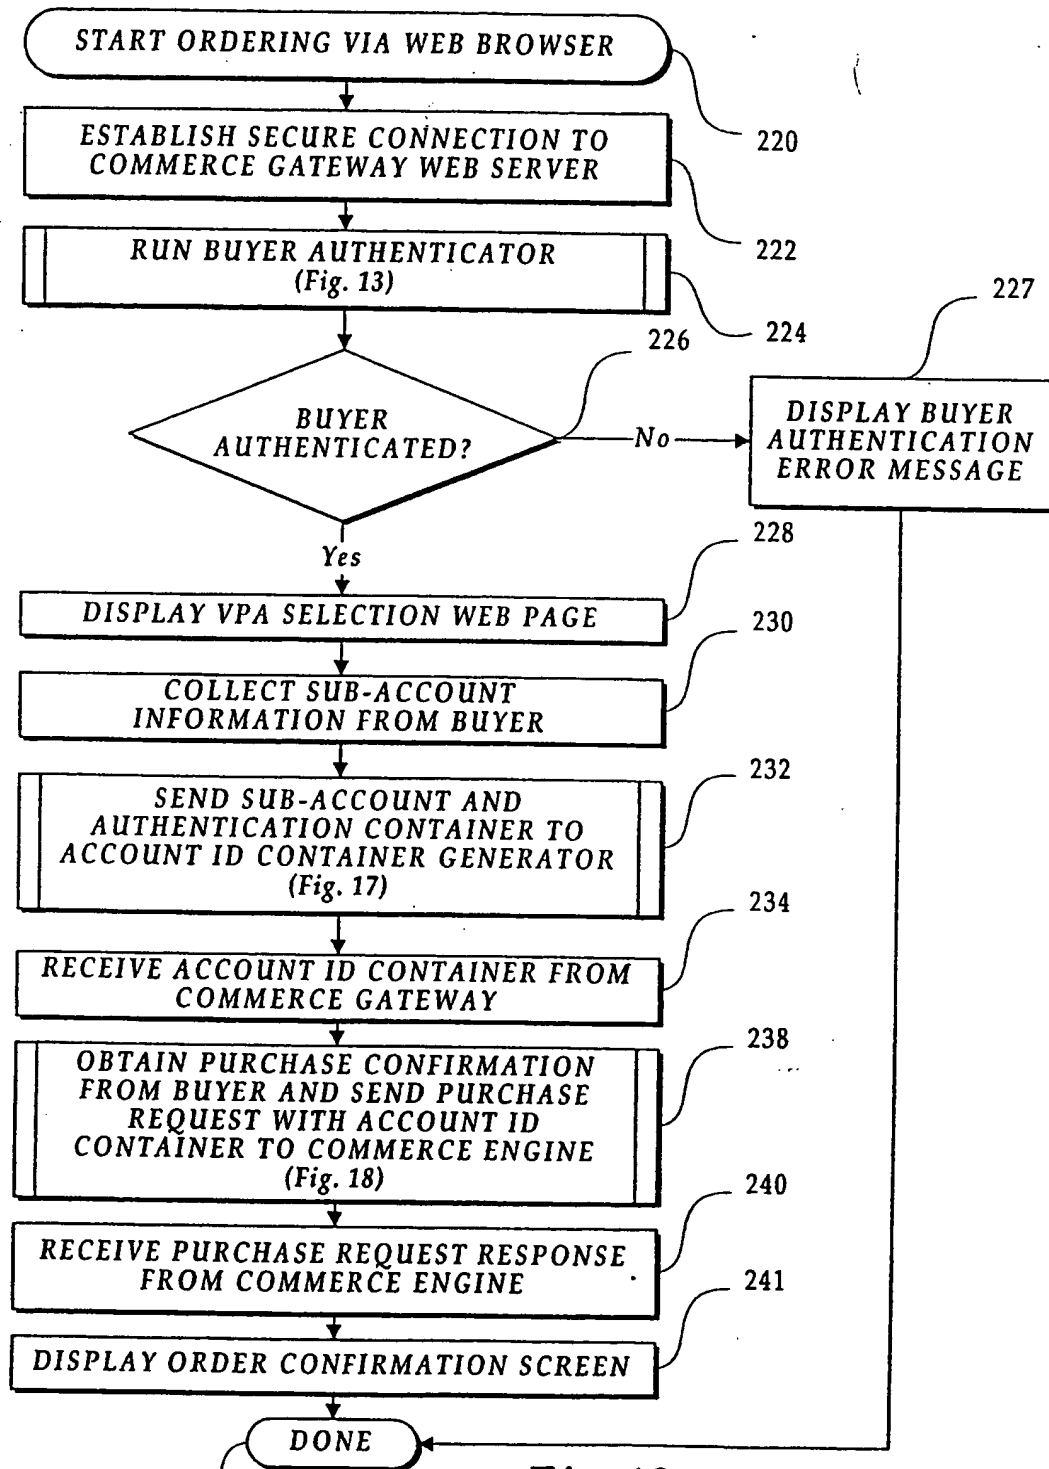 START ORDERING VIA WEB BROWSER
220
ESTABLISH SECURE CONNECTION TO
COMMERCE GATEWAY WEB SERVER
222
RUN BUYER AUTHENTICATOR
(Fig. 13)
224
226
227
BUYER
AUTHENTICATED?
No
DISPLAY BUYER
AUTHENTICATION
ERROR MESSAGE
Yes
228
DISPLAY VPA SELECTION WEB PAGE
230
COLLECT SUB-ACCOUNT
INFORMATION FROM BUYER
232
SEND SUB-ACCOUNT AND
AUTHENTICATION CONTAINER TO
ACCOUNT ID CONTAINER GENERATOR
(Fig. 17)
234
RECEIVE ACCOUNT ID CONTAINER FROM
COMMERCE GATEWAY
238
OBTAIN PURCHASE CONFIRMATION
FROM BUYER AND SEND PURCHASE
REQUEST WITH ACCOUNT ID
CONTAINER TO COMMERCE ENGINE
(Fig. 18)
240
RECEIVE PURCHASE REQUEST RESPONSE
FROM COMMERCE ENGINE
241
DISPLAY ORDER CONFIRMATION SCREEN
DONE